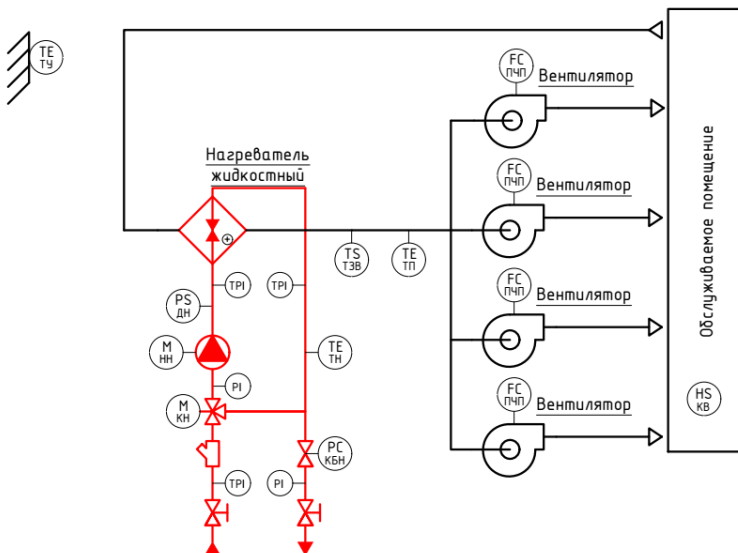 TE
ТУ
FC
ПЧП
Вентилятор
Нагреватель
жидкостный
FC
ПЧП
Вентилятор
TS
ТЗВ
TE
ТП
TPI
TPI
PS
ДН
FC
ПЧП
Вентилятор
Обслуживаемое помещение
M
НН
TE
ТН
PI
M
КН
FC
ПЧП
Вентилятор
HS
КВ
PC
КБН
TPI
PI